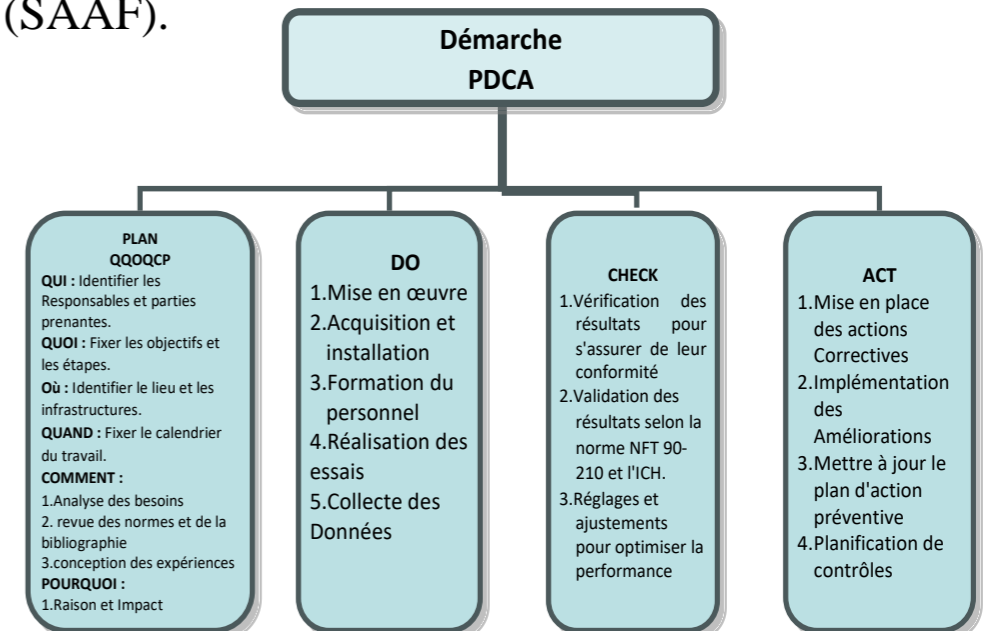 (SAAF).
Démarche
PDCA
PLAN
QQOQCP
QUI : Identifier les
Responsables et parties
prenantes.
QUOI : Fixer les objectifs et
les étapes.
Où : Identifier le lieu et les
infrastructures.
QUAND : Fixer le calendrier
du travail.
COMMENT :
1.Analyse des besoins
2. revue des normes et de la
bibliographie
3.conception des expériences
POURQUOI :
1.Raison et Impact
DO
1.Mise en œuvre
2.Acquisition et
installation
3.Formation du
personnel
4.Réalisation des
essais
5.Collecte des
Données
CHECK
1.Vérification des
résultats pour
s'assurer de leur
conformité
2.Validation des
résultats selon la
norme NFT 90-
210 et l'ICH.
3.Réglages et
ajustements
pour optimiser la
performance
ACT
1.Mise en place
des actions
Correctives
2.Implémentation
des
Améliorations
3.Mettre à jour le
plan d'action
préventive
4.Planification de
contrôles